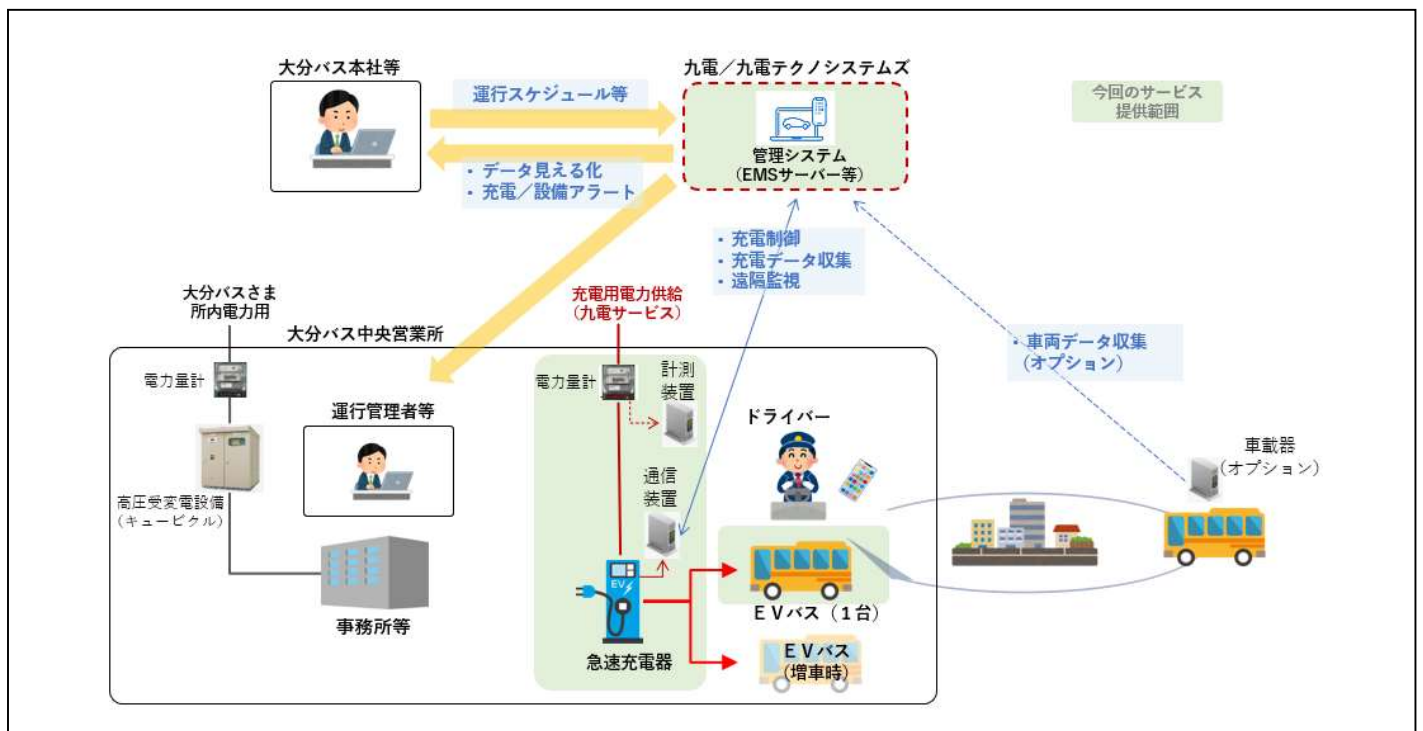 大分バス本社等
運行スケジュール等
・データ見える化
・充電／設備アラート
九電／九電テクノシステムズ
管理システム
(EMSサーバー等)
今回のサービス
提供範囲
・充電制御
・充電データ収集
・遠隔監視
・車両データ収集
(オプション)
大分バスさま
所内電力用
大分バス中央営業所
充電用電力供給
(九電サービス)
電力量計
高圧受変電設備
(キュービクル)
運行管理者等
事務所等
電力量計
計測
装置
通信
装置
EV
急速充電器
ドライバー
ＥＶバス（１台）
ＥＶバス
(増車時)
車載器
(オプション)